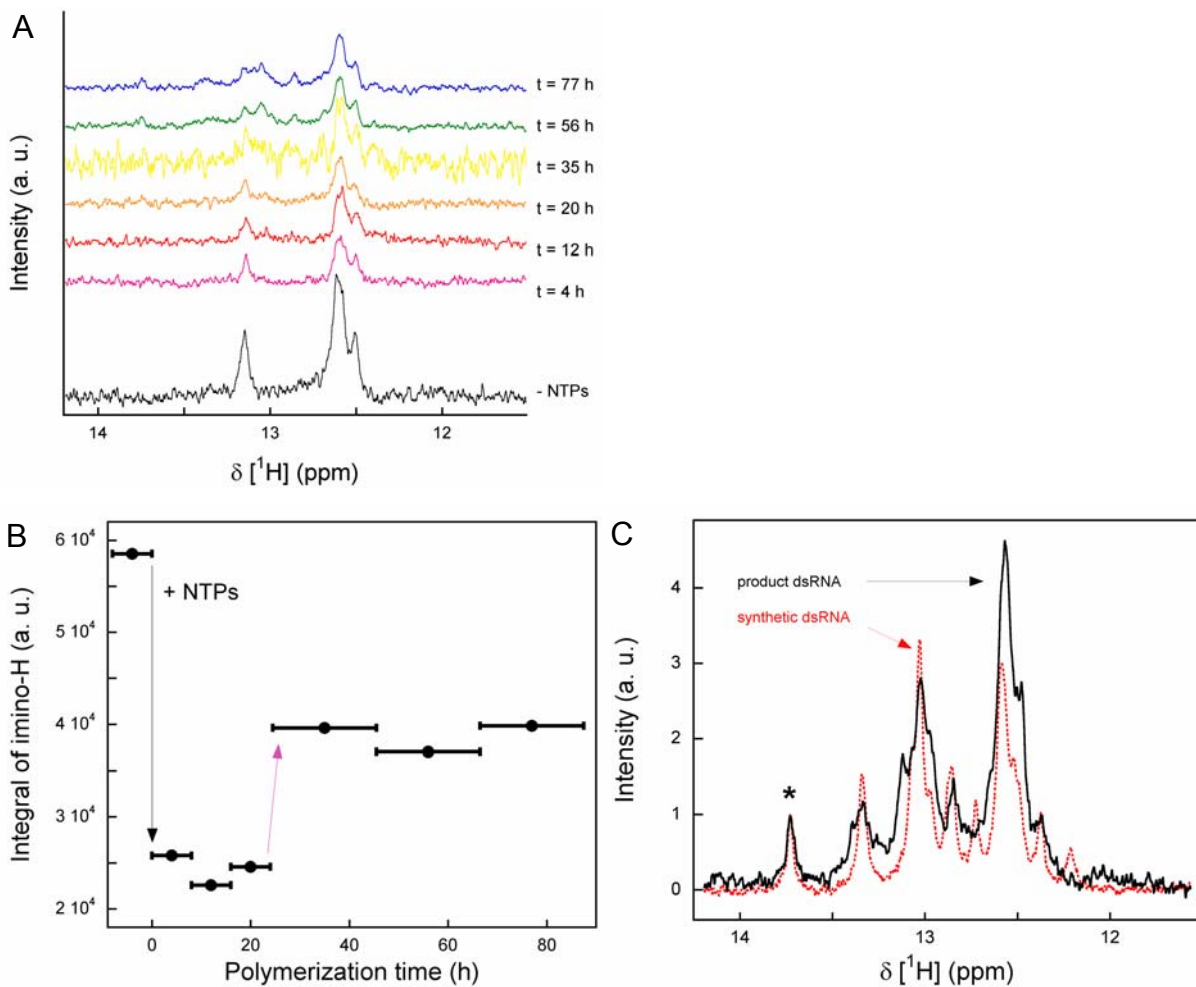 A
Intensity (a. u.)
t = 77 h
t = 56 h
t = 35 h
t = 20 h
t = 12 h
t = 4 h
- NTPs
14 13 12
δ [¹H] (ppm)
B
Integral of imino-H (a. u.)
6 10⁴
5 10⁴
4 10⁴
3 10⁴
2 10⁴
+ NTPs
0 20 40 60 80
Polymerization time (h)
C
Intensity (a. u.)
4
3
2
1
0
product dsRNA
synthetic dsRNA
*
14 13 12
δ [¹H] (ppm)